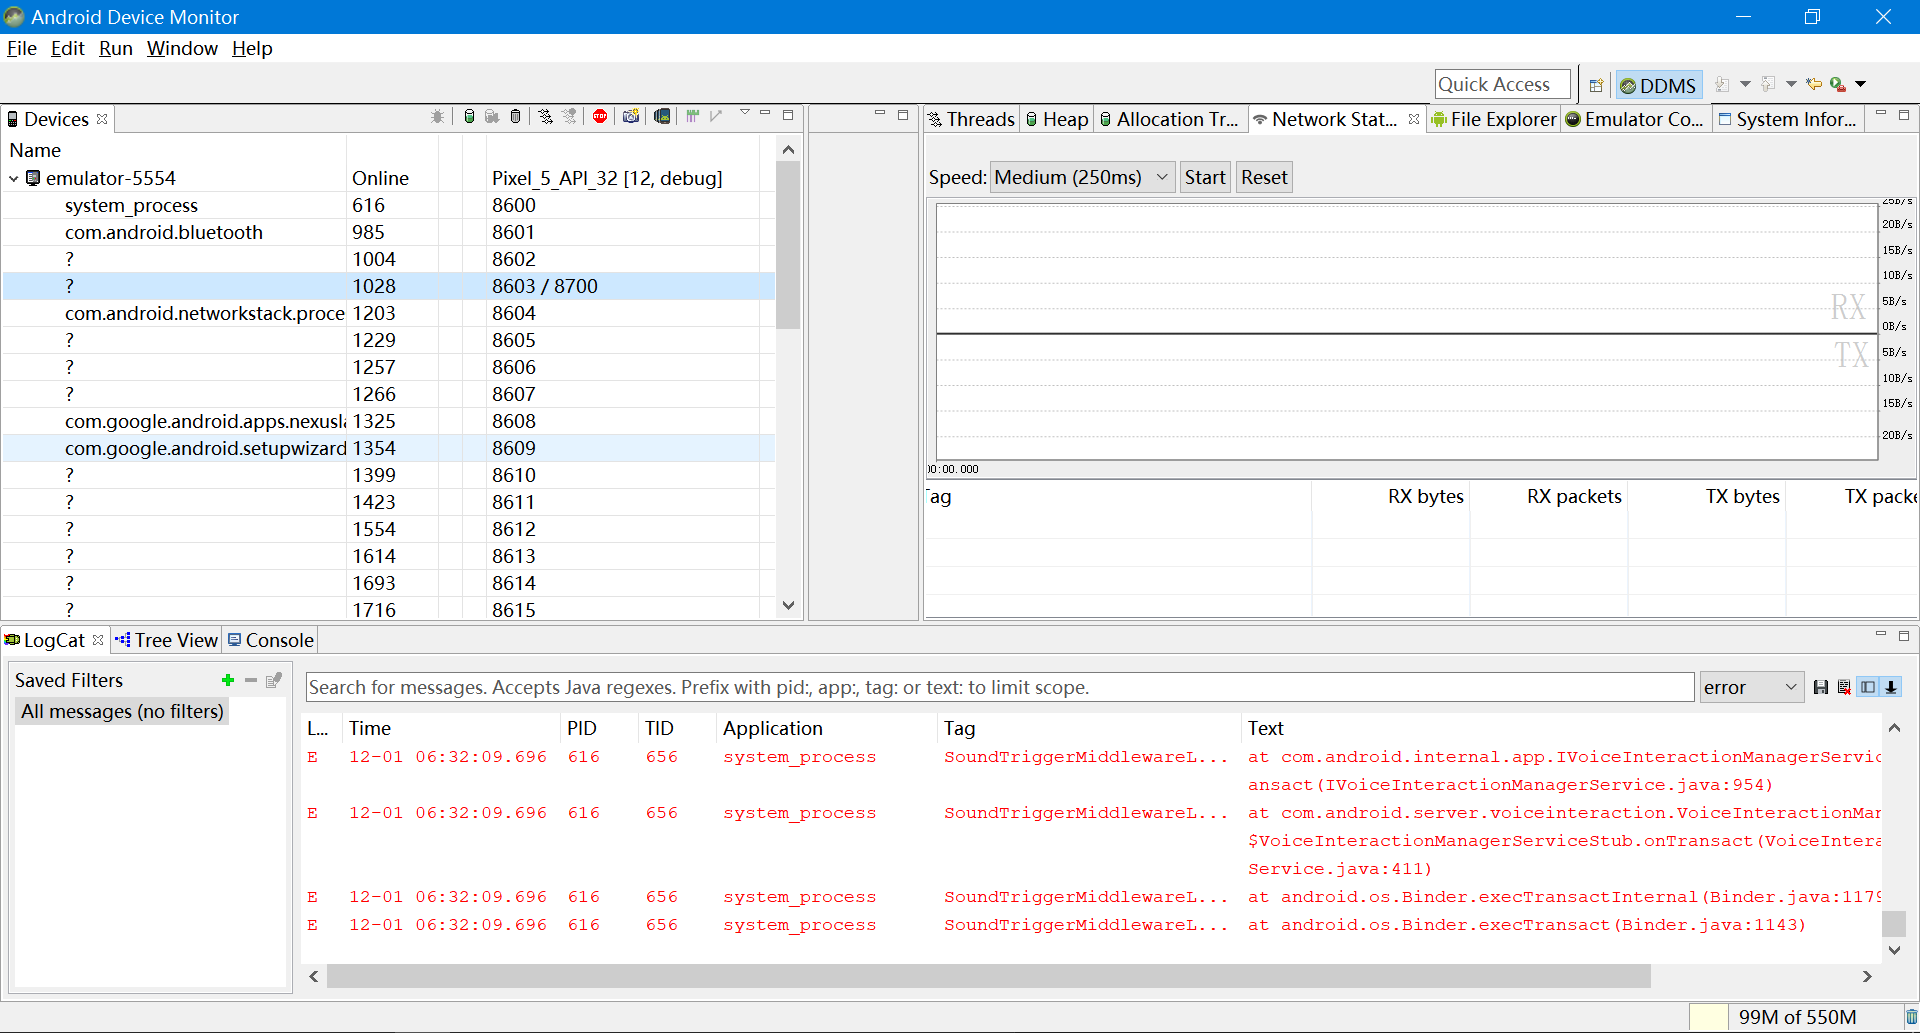 Android Device Monitor
File Edit Run Window Help
Quick Access
DDMS
Devices
Name
emulator-5554 Online Pixel_5_API_32 [12, debug]
system_process 616 8600
com.android.bluetooth 985 8601
? 1004 8602
? 1028 8603 / 8700
com.android.networkstack.proce 1203 8604
? 1229 8605
? 1257 8606
? 1266 8607
com.google.android.apps.nexusl 1325 8608
com.google.android.setupwizard 1354 8609
? 1399 8610
? 1423 8611
? 1554 8612
? 1614 8613
? 1693 8614
? 1716 8615
Threads Heap Allocation Tr... Network Stat... File Explorer Emulator Co... System Infor...
Speed: Medium (250ms) Start Reset
25B/s
20B/s
15B/s
10B/s
RX 5B/s
0B/s
TX 5B/s
10B/s
15B/s
20B/s
00:00.000
Tag RX bytes RX packets TX bytes TX packe
LogCat Tree View Console
Saved Filters
All messages (no filters)
Search for messages. Accepts Java regexes. Prefix with pid:, app:, tag: or text: to limit scope.
error
L... Time PID TID Application Tag Text
E 12-01 06:32:09.696 616 656 system_process SoundTriggerMiddlewareL... at com.android.internal.app.IVoiceInteractionManagerServic
ansact(IVoiceInteractionManagerService.java:954)
E 12-01 06:32:09.696 616 656 system_process SoundTriggerMiddlewareL... at com.android.server.voiceinteraction.VoiceInteractionMan
$VoiceInteractionManagerServiceStub.onTransact(VoiceIntera
Service.java:411)
E 12-01 06:32:09.696 616 656 system_process SoundTriggerMiddlewareL... at android.os.Binder.execTransactInternal(Binder.java:1179
E 12-01 06:32:09.696 616 656 system_process SoundTriggerMiddlewareL... at android.os.Binder.execTransact(Binder.java:1143)
99M of 550M